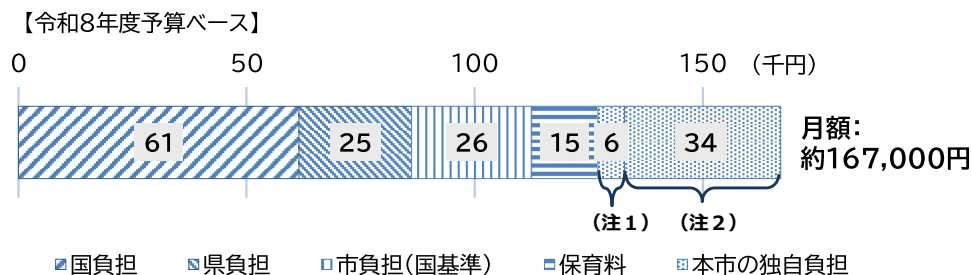 【令和8年度予算ベース】
0 50 100 150 (千円)
61 25 26 15 6 34
月額：
約167,000円
(注1) (注2)
国負担 県負担 市負担(国基準) 保育料 本市の独自負担